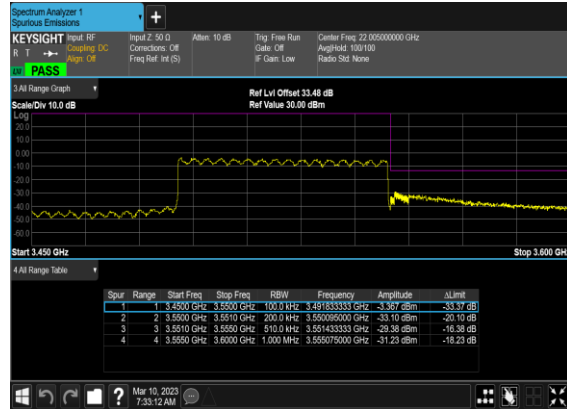 Spectrum Analyzer 1
Spurious Emissions
+
KEYSIGHT Input: RF Input Z: 50 Ω Atten: 10 dB Trig: Free Run Center Freq: 22.005000000 GHz
R T Coupling: DC Corrections: Off Gate: Off Avg|Hold: 100/100
Align: Off Freq Ref: Int (S) IF Gain: Low Radio Std: None
PASS
3 All Range Graph
Ref Lvl Offset 33.48 dB
Scale/Div 10.0 dB Ref Value 30.00 dBm
Log
20.0
10.0
0.00
-10.0
-20.0
-30.0
-40.0
-50.0
-60.0
Start 3.450 GHz Stop 3.600 GH
4 All Range Table
Spur Range Start Freq Stop Freq RBW Frequency Amplitude ΔLimit
1 1 3.4500 GHz 3.5500 GHz 100.0 kHz 3.491833333 GHz -3.367 dBm -33.37 dB
2 2 3.5500 GHz 3.5510 GHz 200.0 kHz 3.550095000 GHz -33.10 dBm -20.10 dB
3 3 3.5510 GHz 3.5550 GHz 510.0 kHz 3.551433333 GHz -29.38 dBm -16.38 dB
4 4 3.5550 GHz 3.6000 GHz 1.000 MHz 3.555075000 GHz -31.23 dBm -18.23 dB
? Mar 10, 2023
7:33:12 AM